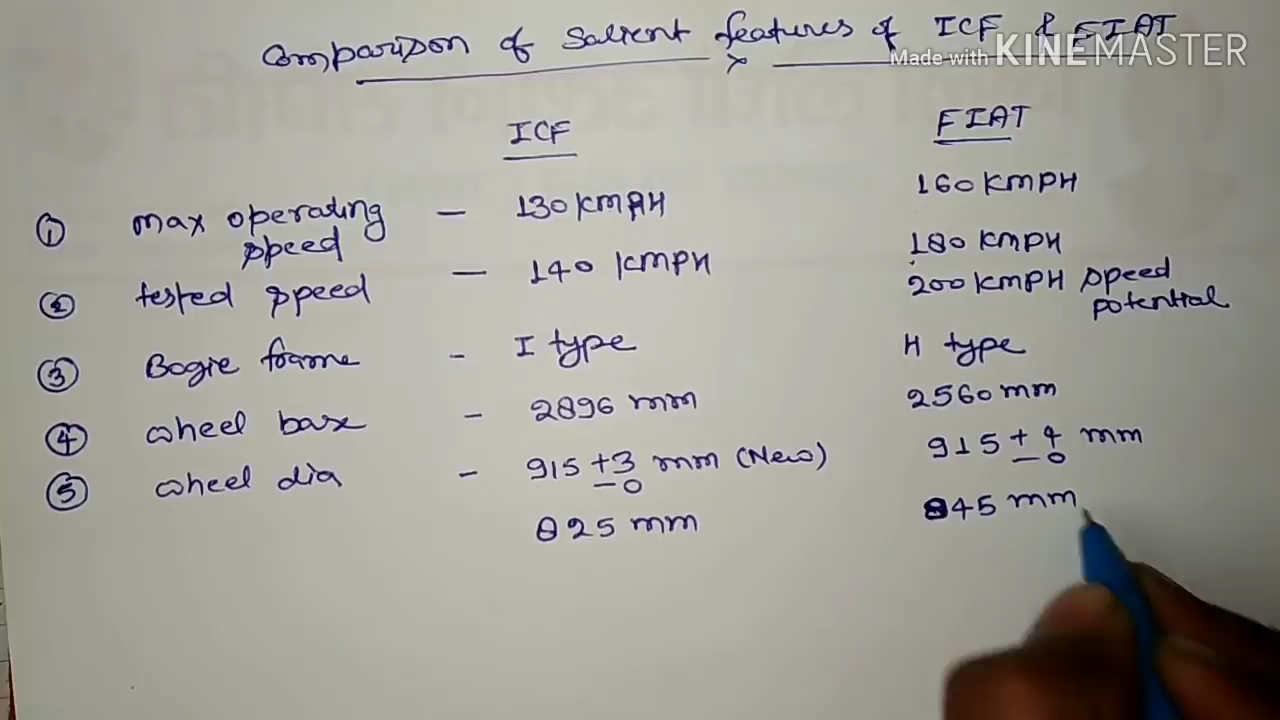 Comparison of Salient features of ICF & FIAT
Made with KINEMASTER
ICF FIAT
① max operating speed - 130 KMPH 160 KMPH
② tested speed - 140 KMPH 180 KMPH
200 KMPH speed potential
③ Bogie frame - I type H type
④ wheel base - 2896 mm 2560 mm
⑤ wheel dia - 915 +3 -0 mm (New) 915 +4 -0 mm
825 mm 845 mm